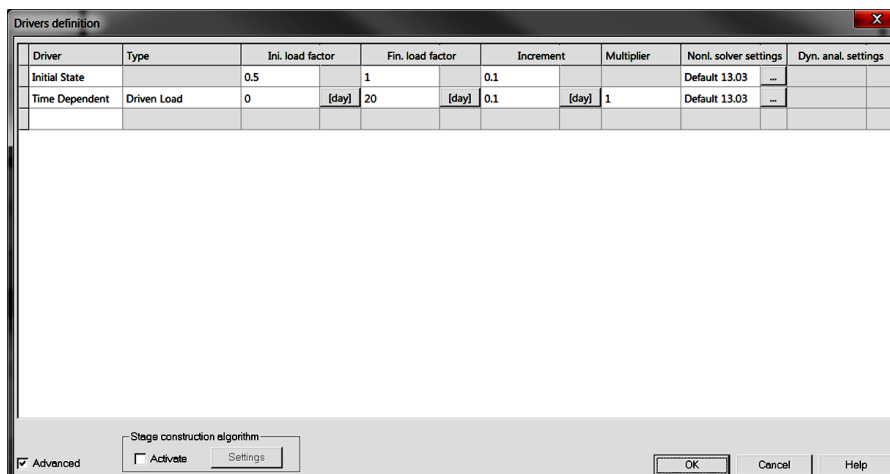 Drivers definition
Driver Type Ini. load factor Fin. load factor Increment Multiplier Nonl. solver settings Dyn. anal. settings
Initial State 0.5 1 0.1 Default 13.03 ...
Time Dependent Driven Load 0 [day] 20 [day] 0.1 [day] 1 Default 13.03 ...
Stage construction algorithm
Advanced Activate Settings OK Cancel Help